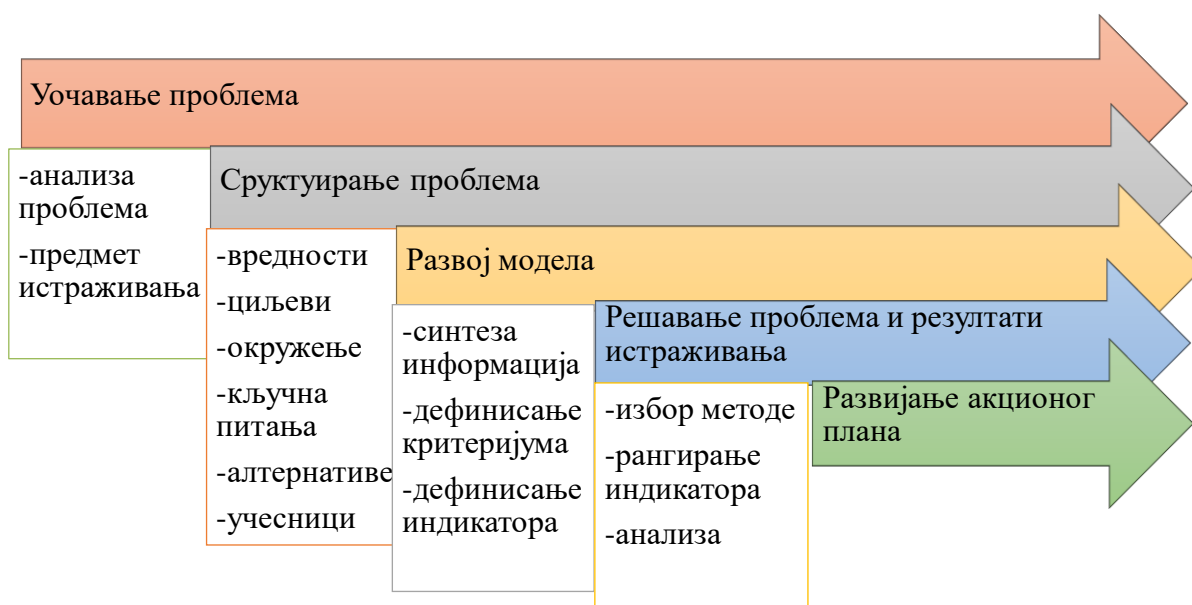 Уочавање проблема
-анализа
проблема
-предмет
истраживања
Сруктуирање проблема
-вредности
-циљеви
-окружење
-кључна
питања
-алтернативе
-учесници
Развој модела
-синтеза
информација
-дефинисање
критеријума
-дефинисање
индикатора
Решавање проблема и резултати
истраживања
-избор методе
-рангирање
индикатора
-анализа
Развијање акционог
плана